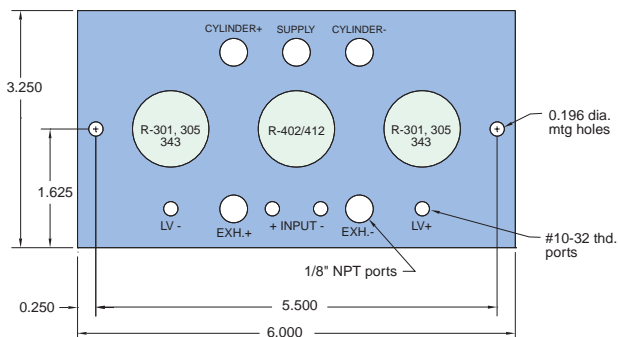 CYLINDER+ SUPPLY CYLINDER-
3.250
R-301, 305
343
R-402/412
R-301, 305
343
0.196 dia.
mtg holes
1.625
LV -
EXH.+
+ INPUT -
EXH.-
LV+
#10-32 thd.
ports
1/8" NPT ports
0.250
5.500
6.000